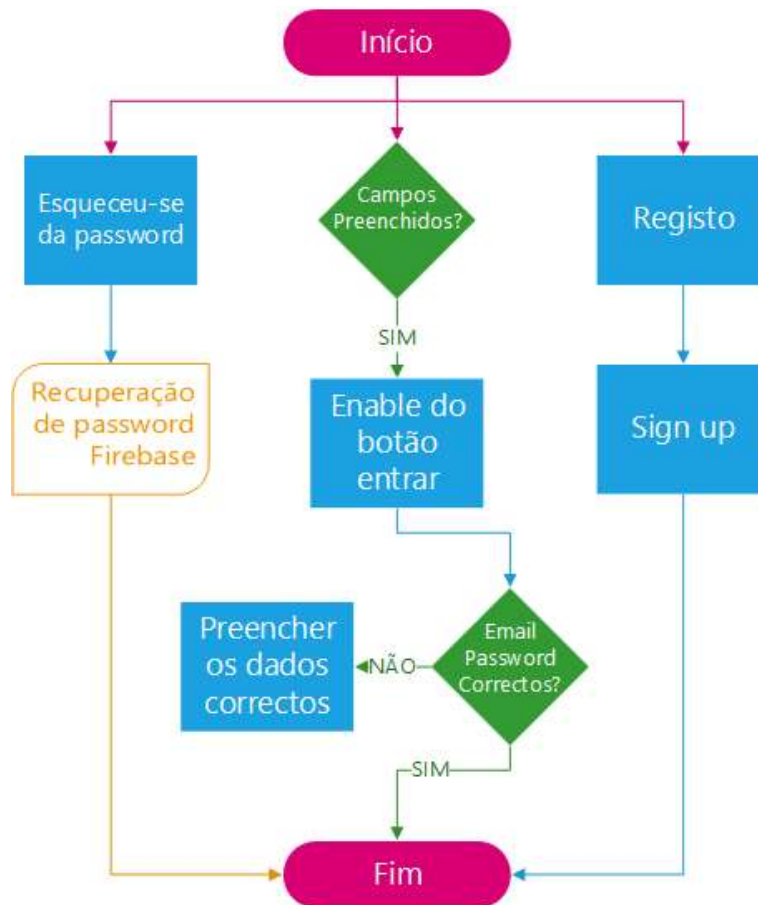 Início
Esqueceu-se
da password
Campos
Preenchidos?
Registo
SIM
Recuperação
de password
Firebase
Enable do
botão
entrar
Sign up
Preencher
os dados
correctos
NÃO
Email
Password
Correctos?
SIM
Fim